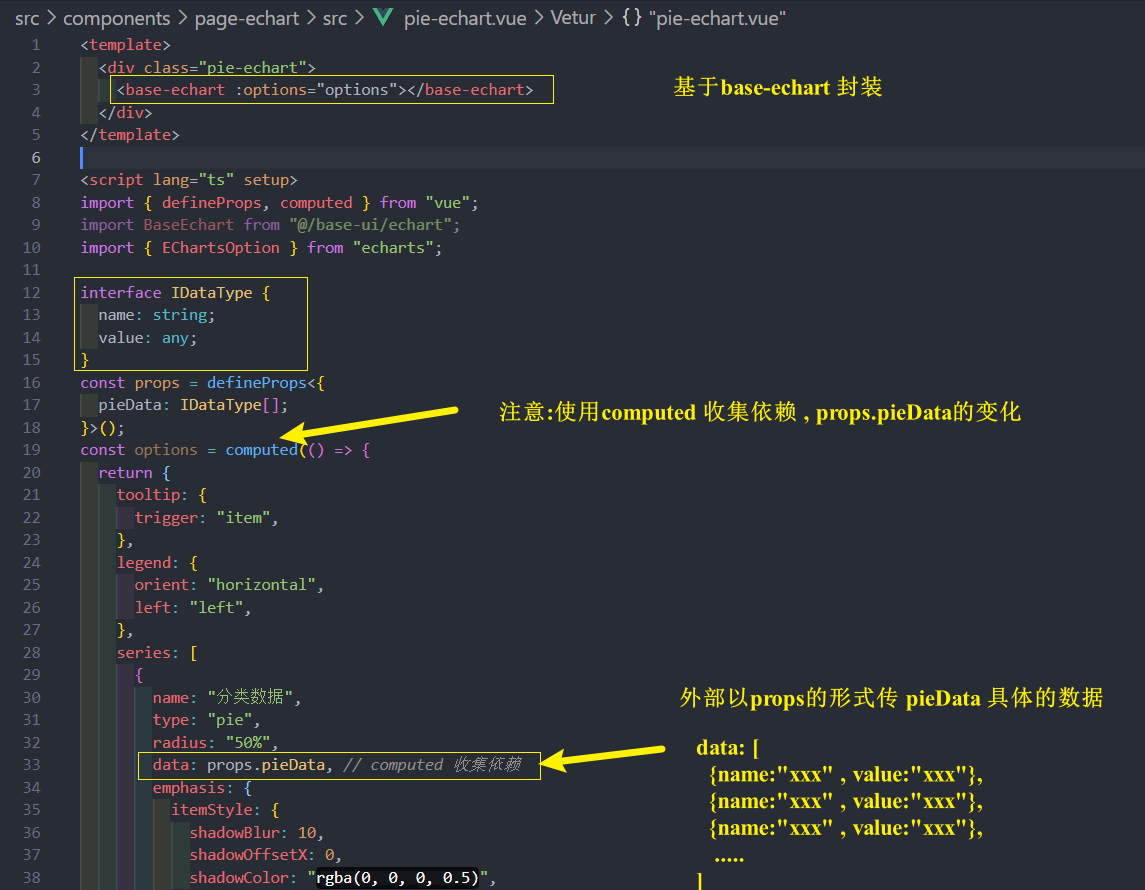 src > components > page-echart > src > pie-echart.vue > Vetur > {} "pie-echart.vue"
1 <template>
2 <div class="pie-echart">
3 <base-echart :options="options"></base-echart>
基于base-echart 封装
4 </div>
5 </template>
6
7 <script lang="ts" setup>
8 import { defineProps, computed } from "vue";
9 import BaseEchart from "@/base-ui/echart";
10 import { EChartsOption } from "echarts";
11
12 interface IDataType {
13 name: string;
14 value: any;
15 }
16 const props = defineProps<{
17 pieData: IDataType[];
注意:使用computed 收集依赖 , props.pieData的变化
18 }>();
19 const options = computed(() => {
20 return {
21 tooltip: {
22 trigger: "item",
23 },
24 legend: {
25 orient: "horizontal",
26 left: "left",
27 },
28 series: [
29 {
30 name: "分类数据",
外部以props的形式传 pieData 具体的数据
31 type: "pie",
32 radius: "50%",
data: [
33 data: props.pieData, // computed 收集依赖
{name:"xxx" , value:"xxx"},
34 emphasis: {
{name:"xxx" , value:"xxx"},
35 itemStyle: {
36 shadowBlur: 10,
{name:"xxx" , value:"xxx"},
37 shadowOffsetX: 0,
.....
38 shadowColor: "rgba(0, 0, 0, 0.5)",
]